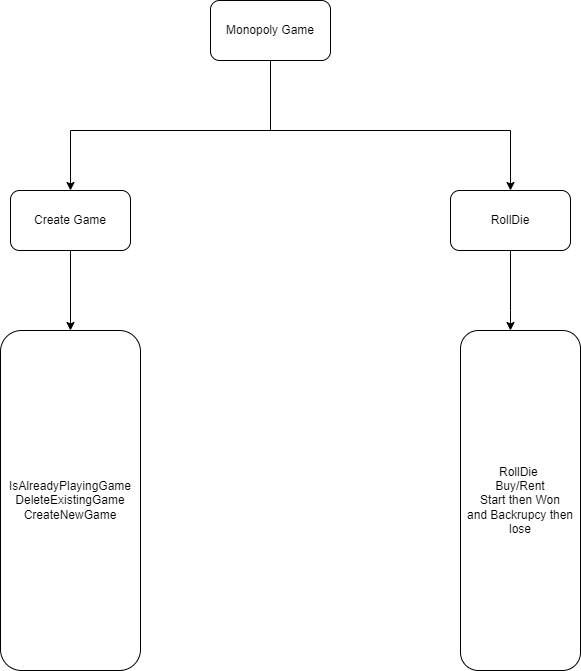 Monopoly Game
Create Game
RollDie
IsAlreadyPlayingGame
DeleteExistingGame
CreateNewGame
RollDie
Buy/Rent
Start then Won
and Backrupcy then
lose